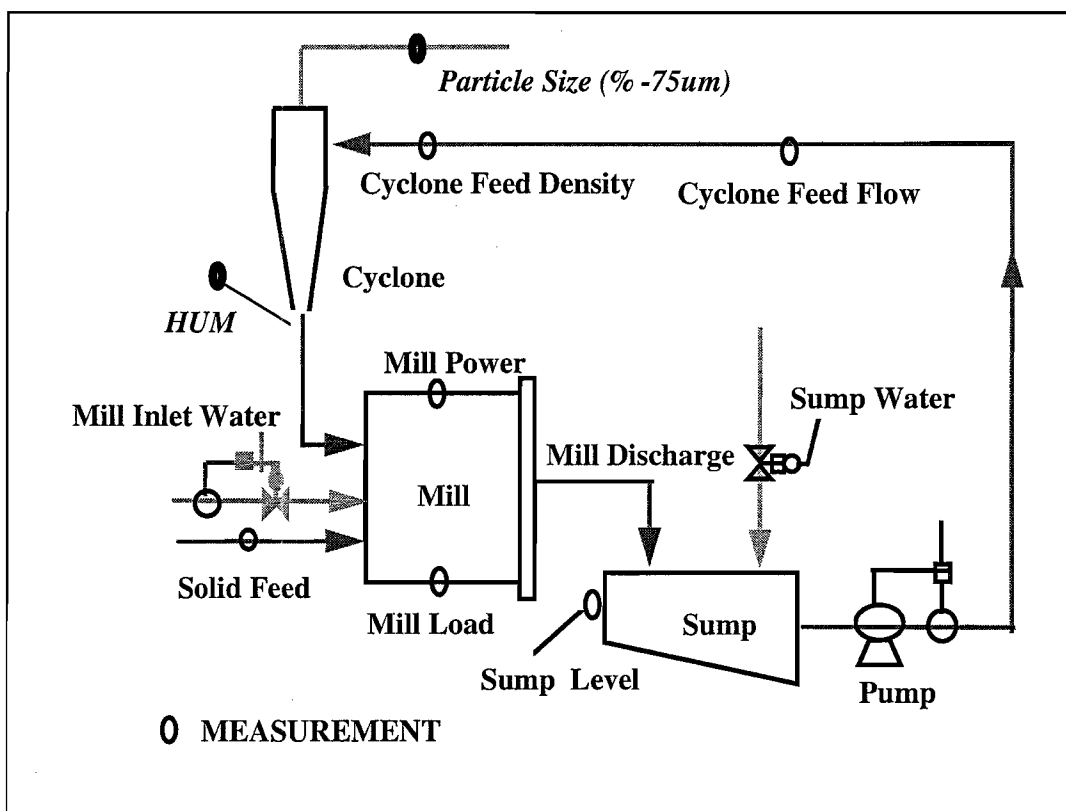 Particle Size (% -75um)
Cyclone Feed Density
Cyclone Feed Flow
Cyclone
HUM
Mill Power
Mill Inlet Water
Sump Water
Mill Discharge
Mill
Solid Feed
Mill Load
Sump
Sump Level
Pump
MEASUREMENT